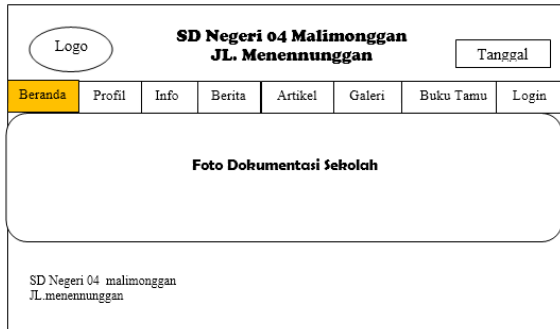 Logo
SD Negeri 04 Malimonggan
JL. Menennunggan
Tanggal
Beranda Profil Info Berita Artikel Galeri Buku Tamu Login
Foto Dokumentasi Sekolah
SD Negeri 04 malimonggan
JL.menennunggan